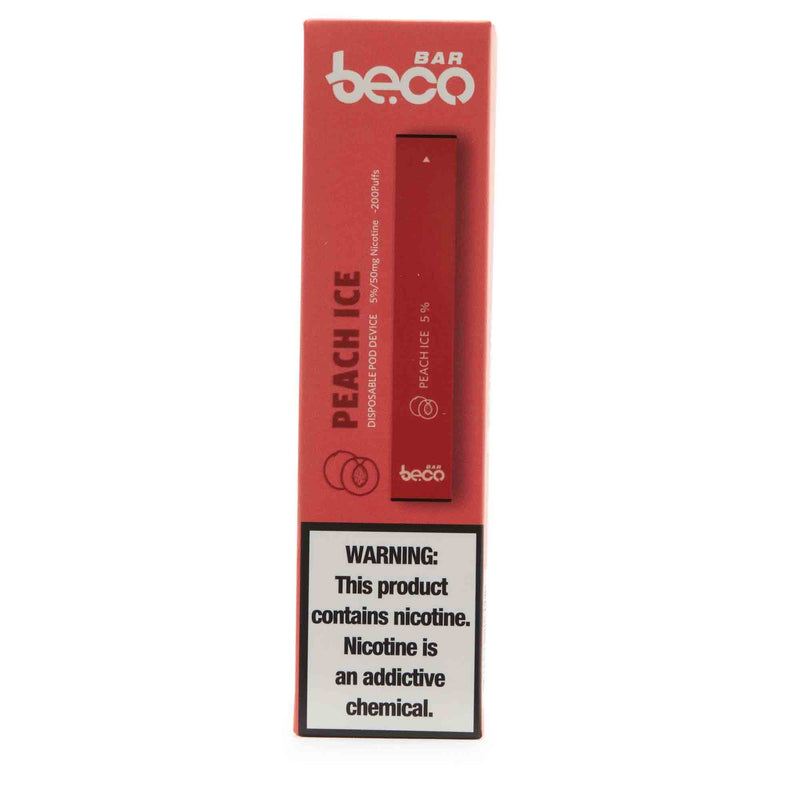 BAR
be.co
PEACH ICE
DISPOSABLE POD DEVICE 5%/50mg Nicotine -200Puffs
PEACH ICE 5%
BAR
be.co
WARNING:
This product
contains nicotine.
Nicotine is
an addictive
chemical.